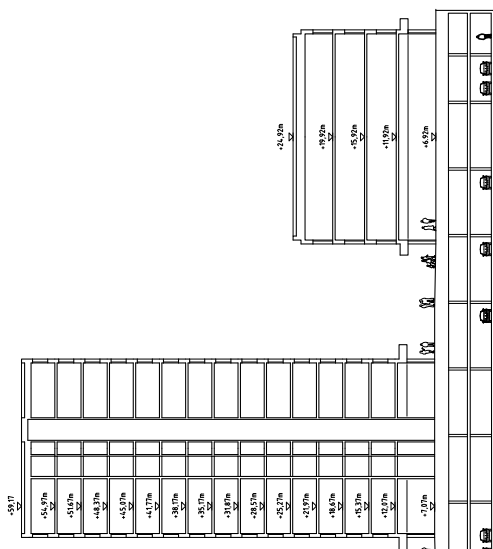 +24,92m
+19,92m
+15,92m
+11,92m
+6,92m
+59,17
+54,97m
+51,67m
+48,37m
+45,07m
+41,77m
+38,17m
+35,17m
+31,87m
+28,57m
+25,27m
+21,97m
+18,67m
+15,37m
+12,07m
+7,07m